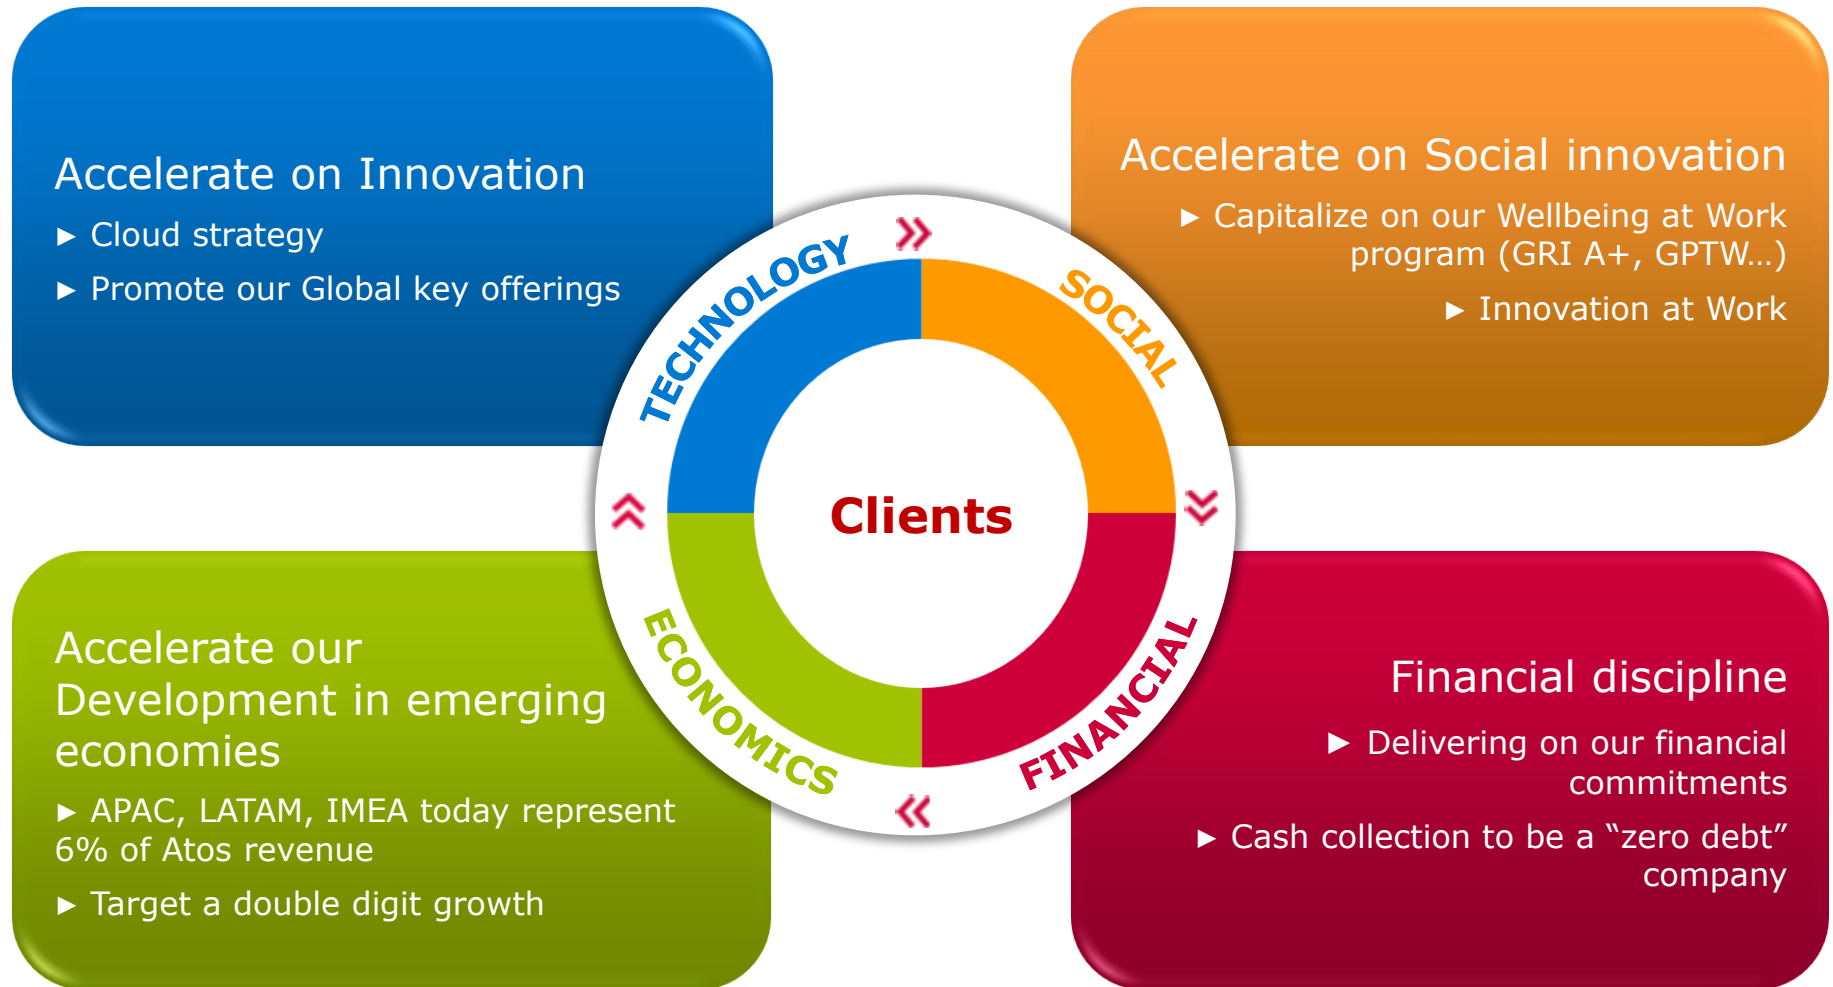 Accelerate on Innovation
► Cloud strategy
► Promote our Global key offerings
Accelerate on Social innovation
► Capitalize on our Wellbeing at Work
program (GRI A+, GPTW…)
► Innovation at Work
TECHNOLOGY
SOCIAL
Clients
ECONOMICS
FINANCIAL
Accelerate our
Development in emerging
economies
► APAC, LATAM, IMEA today represent
6% of Atos revenue
► Target a double digit growth
Financial discipline
► Delivering on our financial
commitments
► Cash collection to be a “zero debt”
company